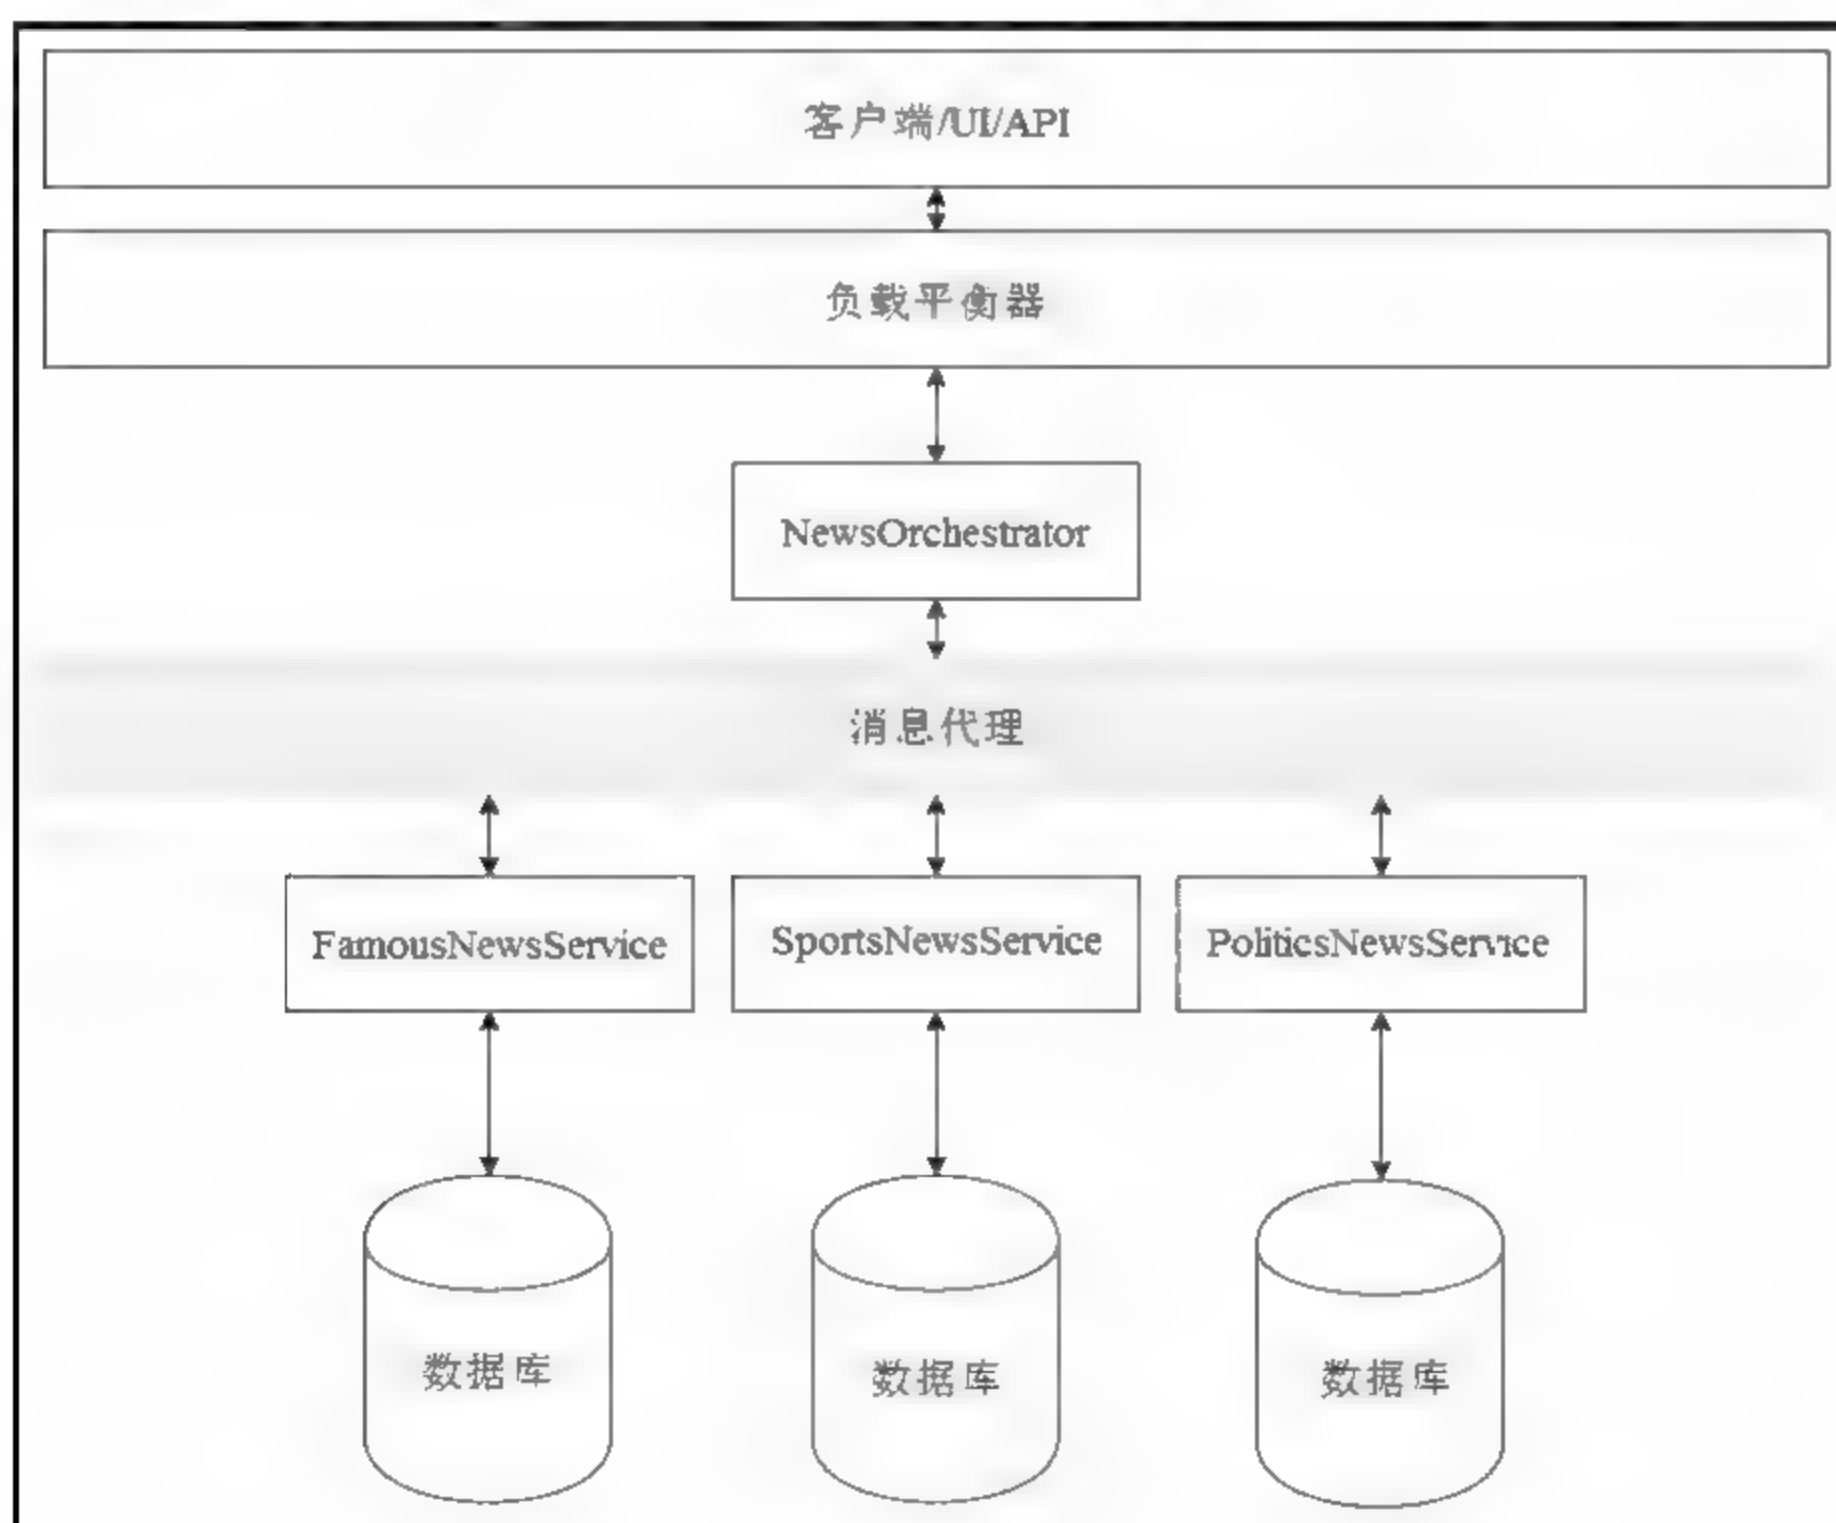 客户端/UI/API
负载平衡器
NewsOrchestrator
消息代理
FamousNewsService
SportsNewsService
PoliticsNewsService
数据库
数据库
数据库